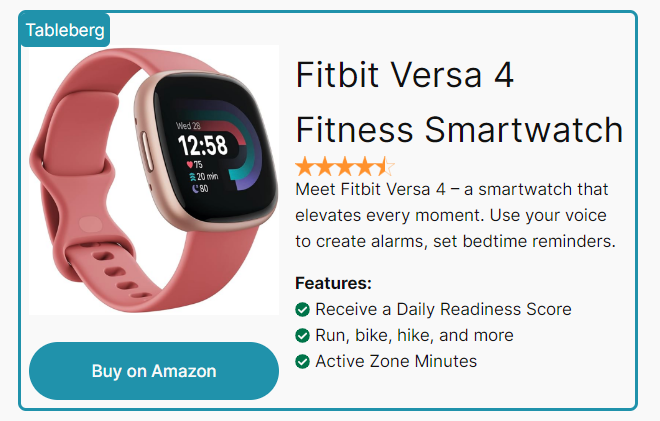 Tableberg
Wed 28
12:58
75
20 min
80
Buy on Amazon
Fitbit Versa 4
Fitness Smartwatch
Meet Fitbit Versa 4 – a smartwatch that
elevates every moment. Use your voice
to create alarms, set bedtime reminders.
Features:
Receive a Daily Readiness Score
Run, bike, hike, and more
Active Zone Minutes